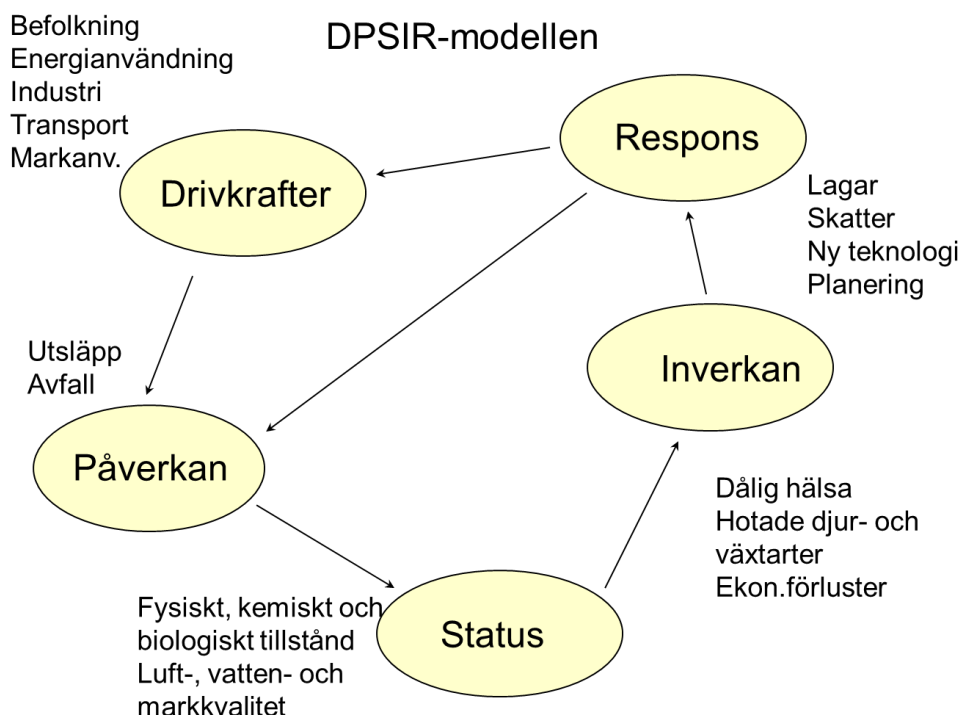 Befolkning
Energianvändning
Industri
Transport
Markanv.
DPSIR-modellen
Respons
Drivkrafter
Lagar
Skatter
Ny teknologi
Planering
Utsläpp
Avfall
Inverkan
Påverkan
Dålig hälsa
Hotade djur- och
växtarter
Ekon.förluster
Fysiskt, kemiskt och
biologiskt tillstånd
Luft-, vatten- och
markkvalitet
Status